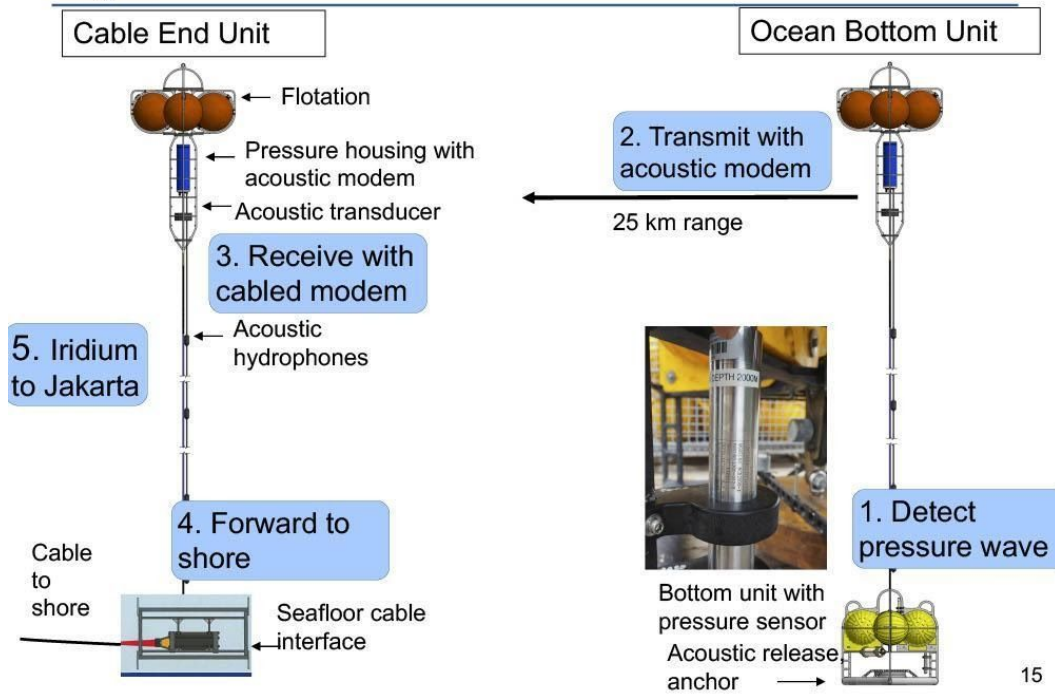 Cable End Unit
Ocean Bottom Unit
Flotation
Pressure housing with
acoustic modem
Acoustic transducer
2. Transmit with
acoustic modem
25 km range
3. Receive with
cabled modem
Acoustic
hydrophones
5. Iridium
to Jakarta
DEPTH 2000M
4. Forward to
shore
1. Detect
pressure wave
Cable
to
shore
Seafloor cable
interface
Bottom unit with
pressure sensor
Acoustic release,
anchor
15